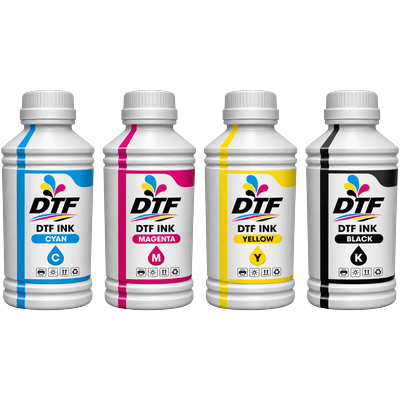 DTF
DTF INK
CYAN
C
DTF
DTF INK
MAGENTA
M
DTF
DTF INK
YELLOW
Y
DTF
DTF INK
BLACK
K